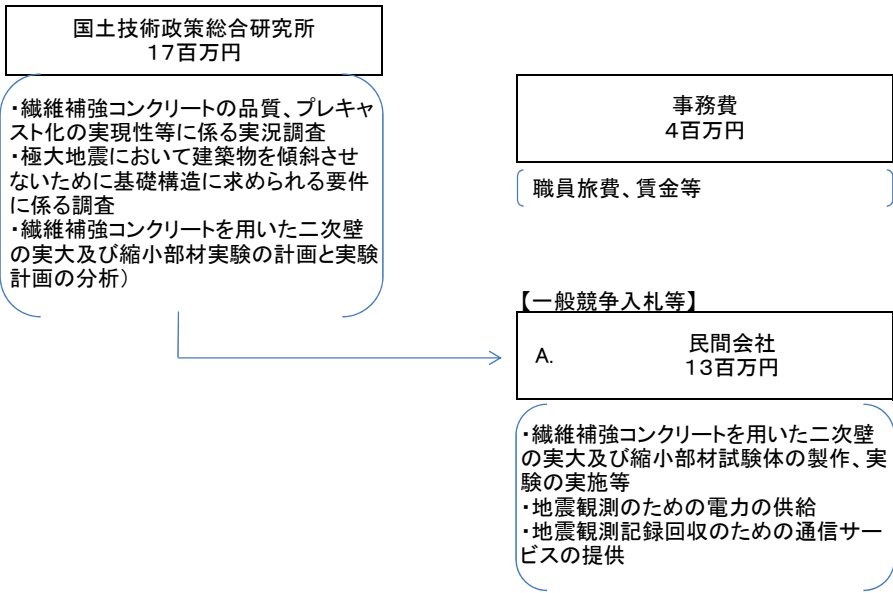 国土技術政策総合研究所
17百万円
・繊維補強コンクリートの品質、プレキャ
スト化の実現性等に係る実況調査
・極大地震において建築物を傾斜させ
ないために基礎構造に求められる要件
に係る調査
・繊維補強コンクリートを用いた二次壁
の実大及び縮小部材実験の計画と実験
計画の分析)
事務費
4百万円
職員旅費、賃金等
【一般競争入札等】
A.
民間会社
13百万円
・繊維補強コンクリートを用いた二次壁
の実大及び縮小部材試験体の製作、実
験の実施等
・地震観測のための電力の供給
・地震観測記録回収のための通信サー
ビスの提供